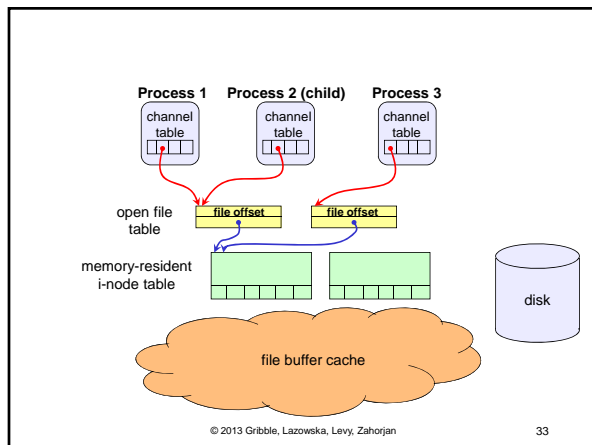 Process 1
Process 2 (child)
Process 3
channel
table
channel
table
channel
table
open file
table
file offset
file offset
memory-resident
i-node table
disk
file buffer cache
© 2013 Gribble, Lazowska, Levy, Zahorjan
33